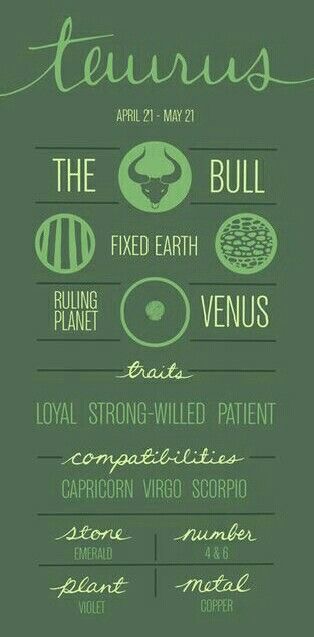 taurus
APRIL 21 - MAY 21
THE BULL
FIXED EARTH
RULING PLANET VENUS
traits
LOYAL STRONG-WILLED PATIENT
compatibilities
CAPRICORN VIRGO SCORPIO
stone number
EMERALD 4 & 6
plant metal
VIOLET COPPER